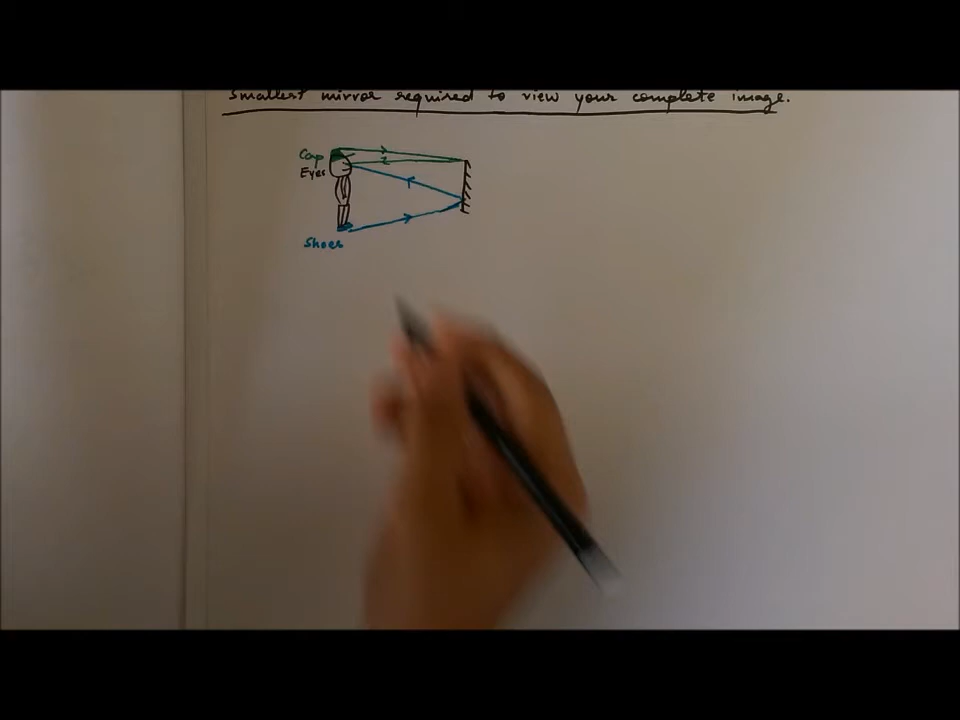 Smallest mirror required to view your complete image.
Cap
Eyes
Shoes